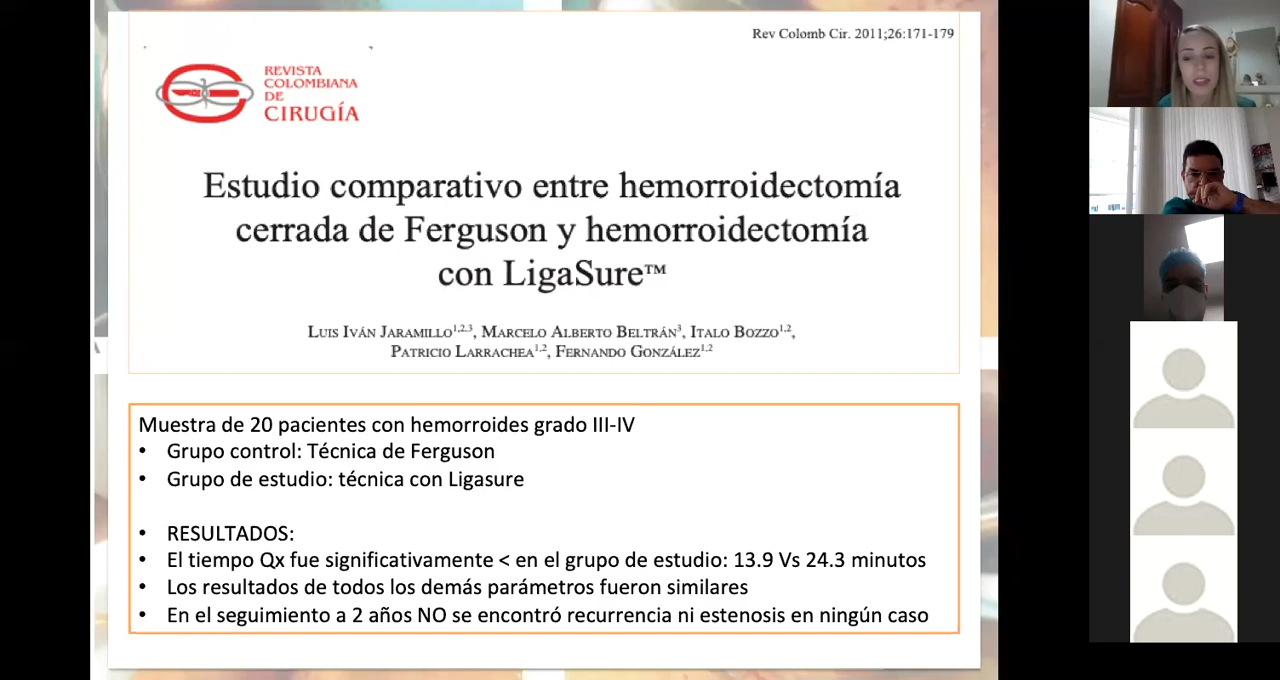 Rev Colomb Cir. 2011;26:171-179
REVISTA
COLOMBIANA
DE
CIRUGÍA
Estudio comparativo entre hemorroidectomía
cerrada de Ferguson y hemorroidectomía
con LigaSure™
Luis Iván Jaramillo1,2,3, Marcelo Alberto Beltrán3, Italo Bozzo1,2,
Patricio Larrachea1,2, Fernando González1,2
Muestra de 20 pacientes con hemorroides grado III-IV
• Grupo control: Técnica de Ferguson
• Grupo de estudio: técnica con Ligasure
• RESULTADOS:
• El tiempo Qx fue significativamente < en el grupo de estudio: 13.9 Vs 24.3 minutos
• Los resultados de todos los demás parámetros fueron similares
• En el seguimiento a 2 años NO se encontró recurrencia ni estenosis en ningún caso